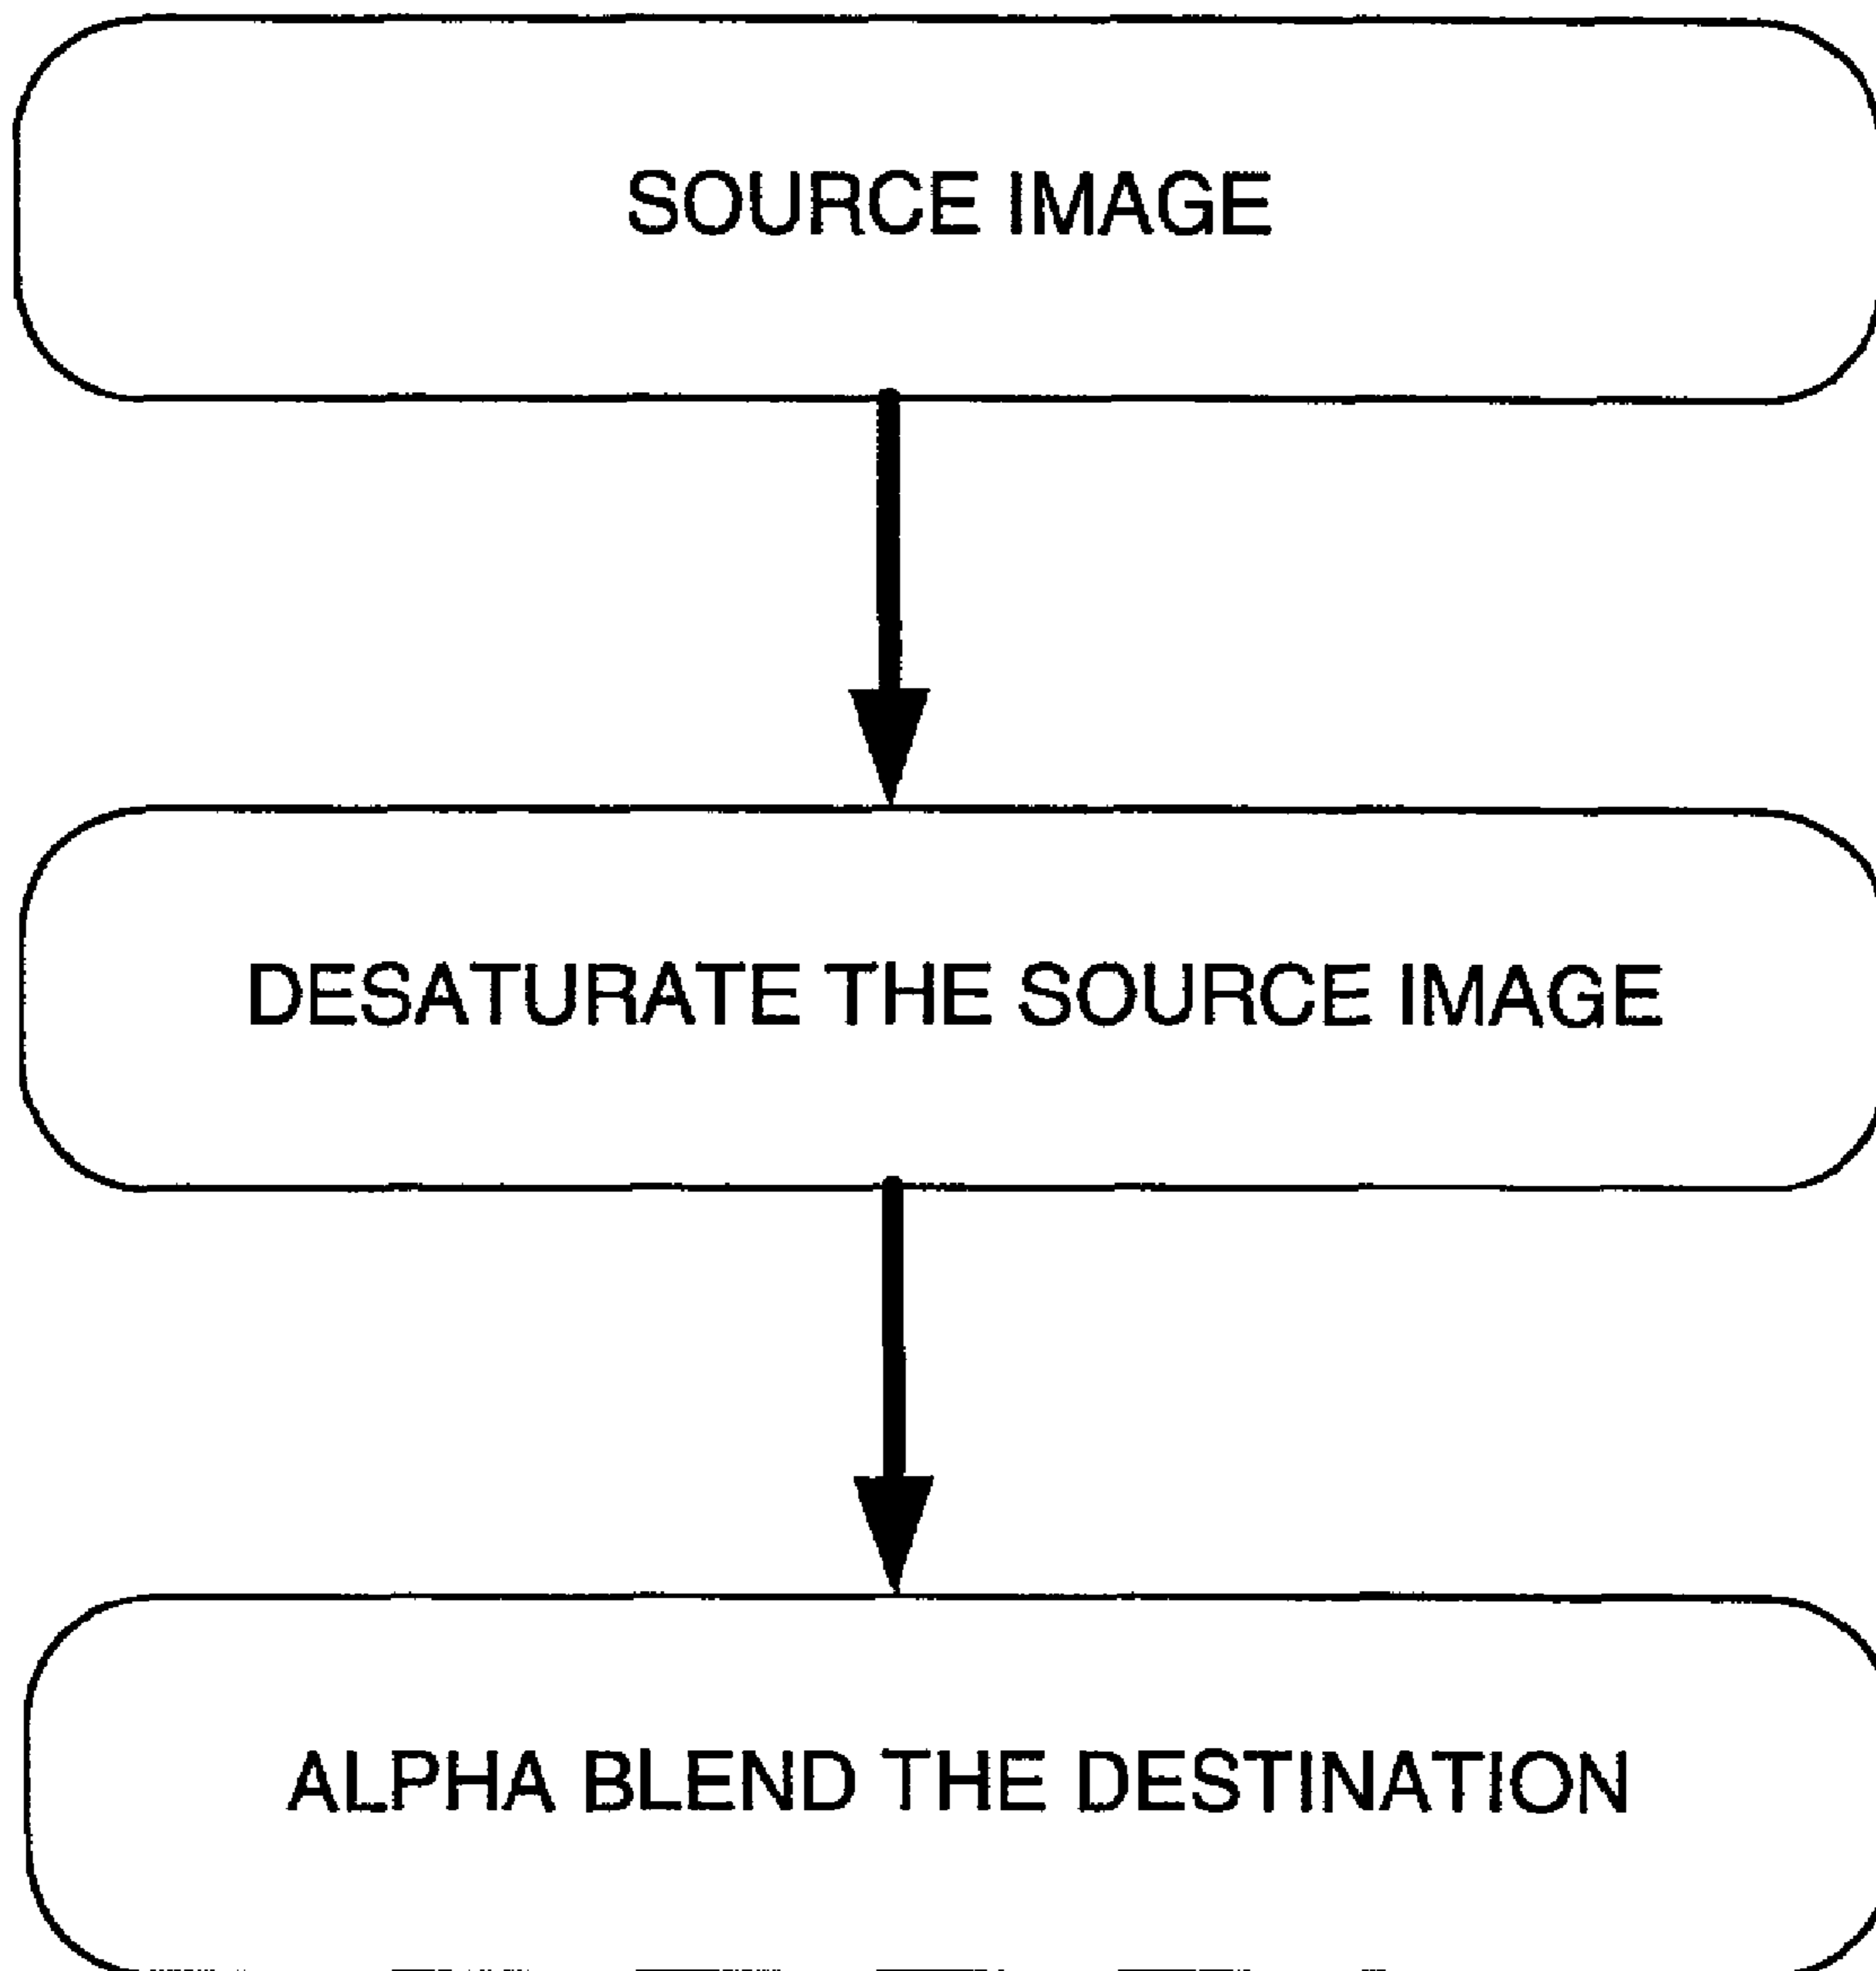 SOURCE IMAGE
DESATURATE THE SOURCE IMAGE
ALPHA BLEND THE DESTINATION